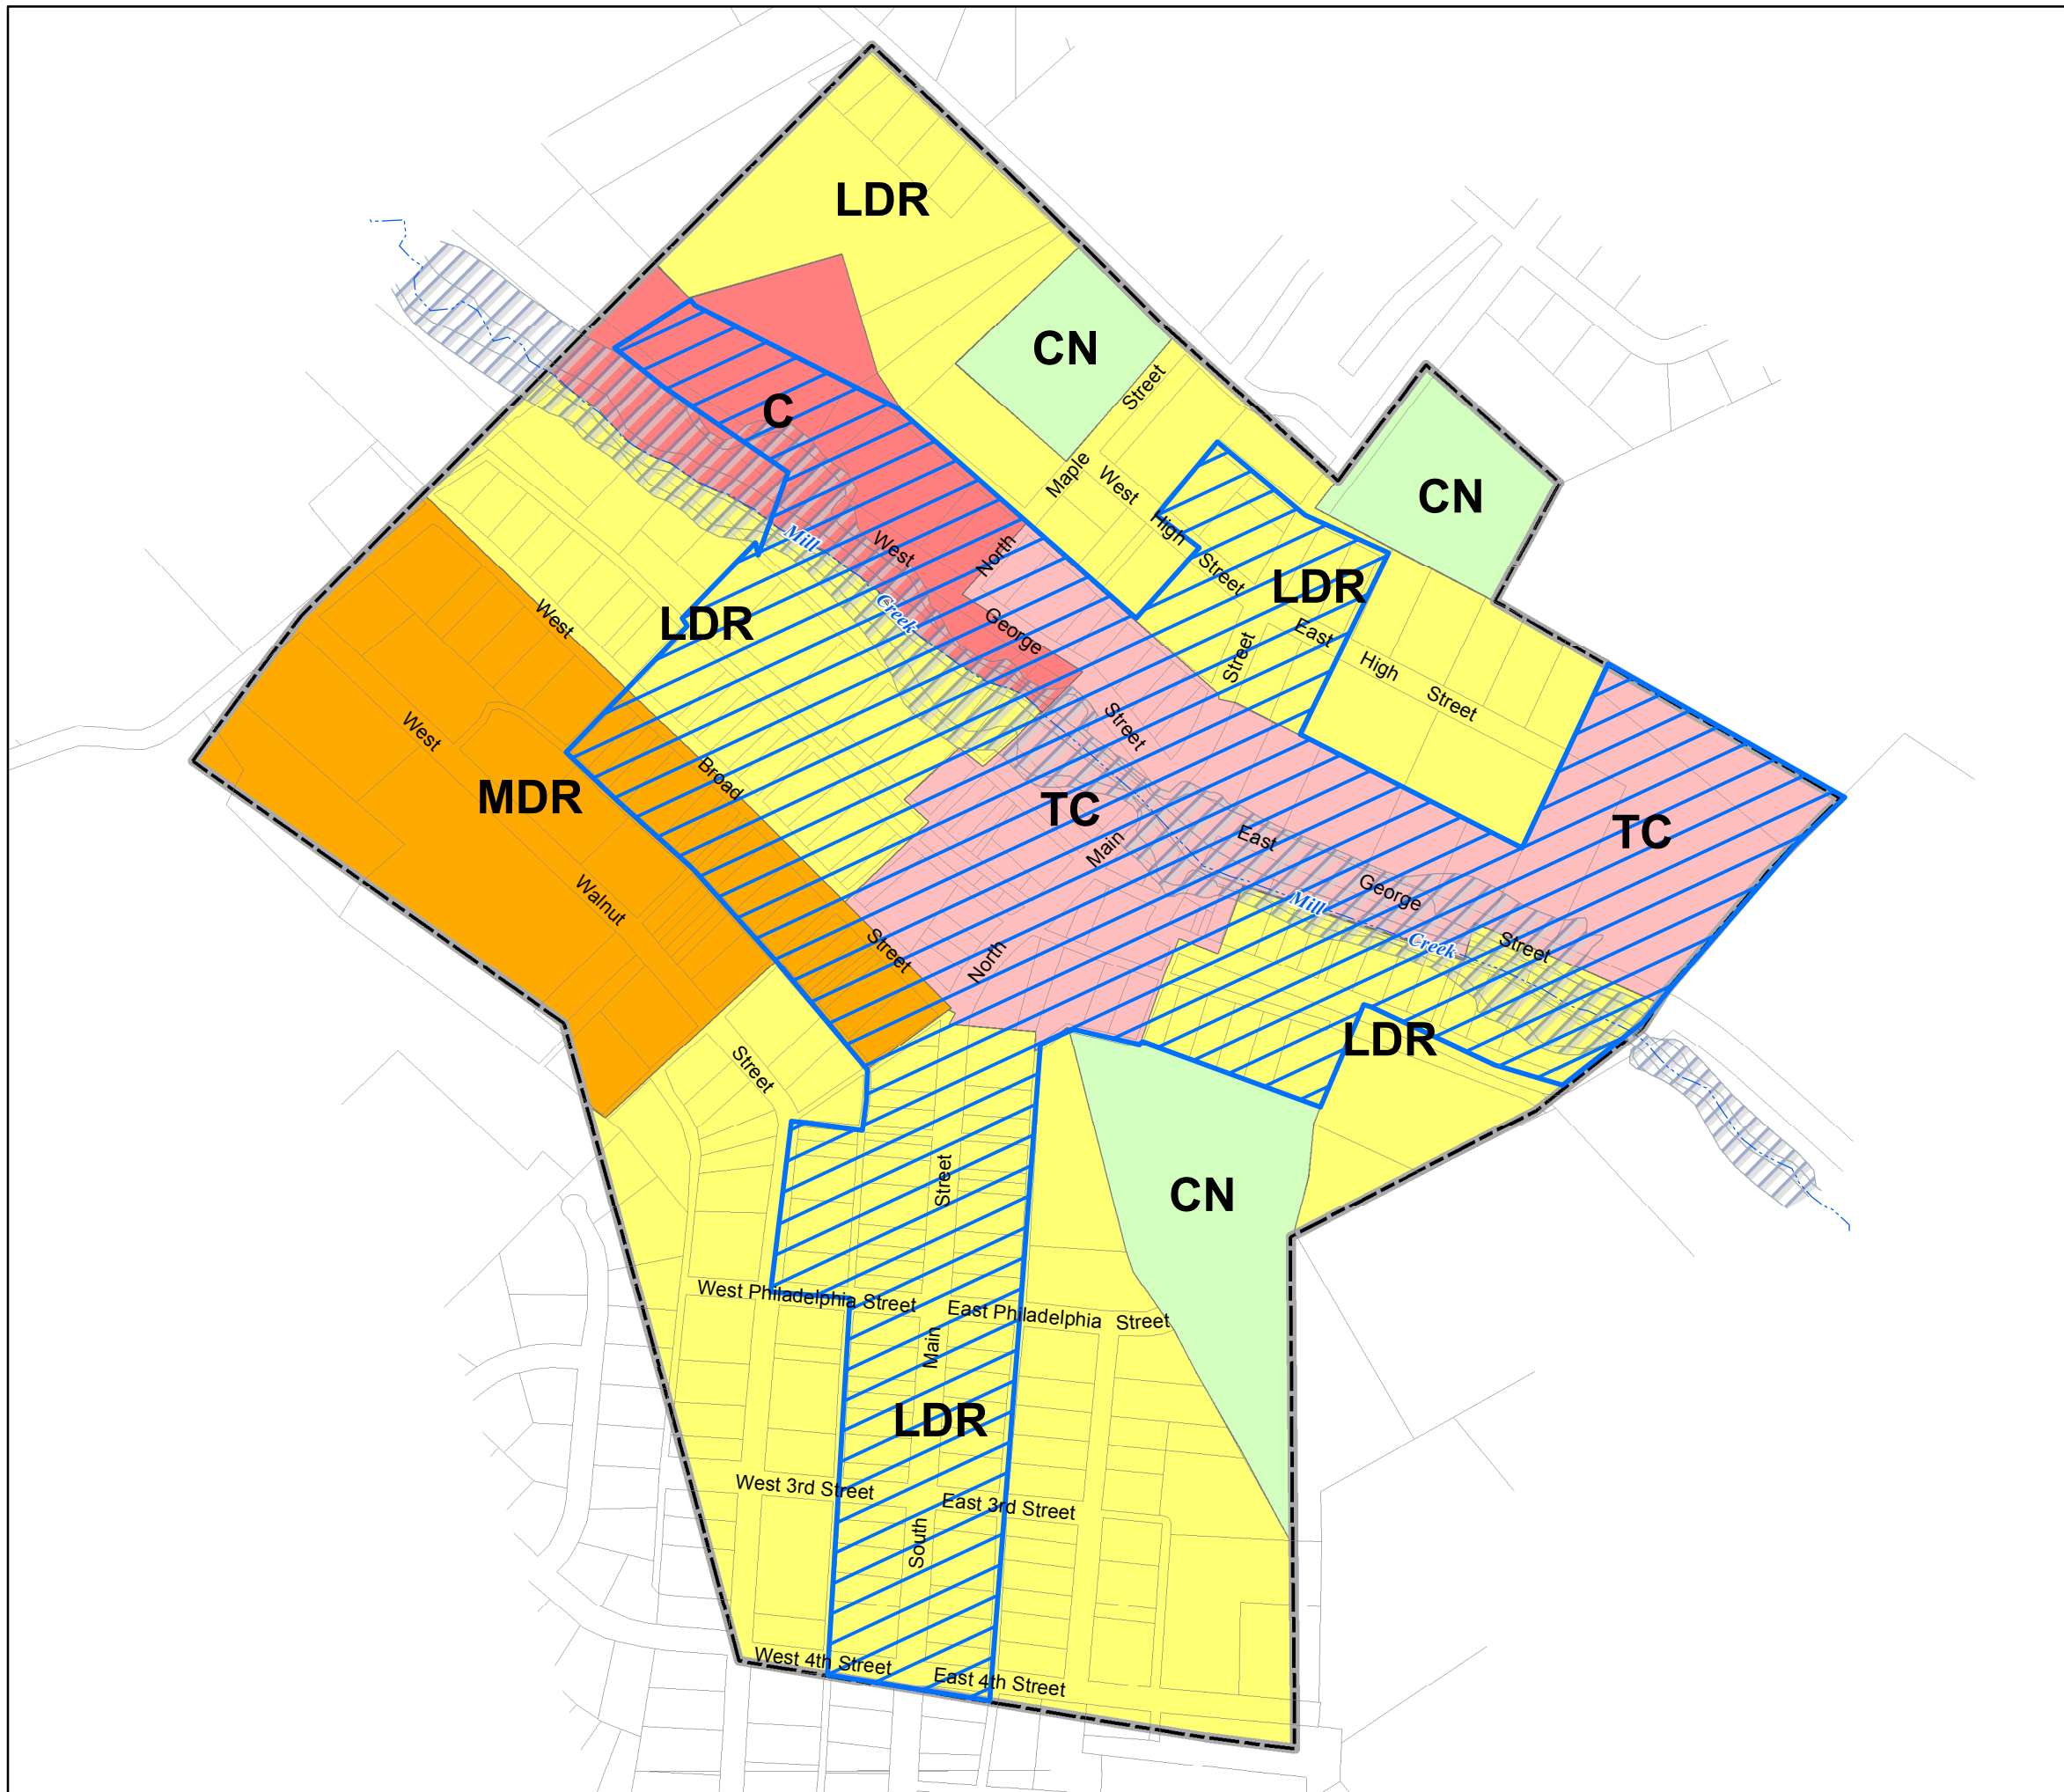 LDR
CN
Street
C
Maple
West
CN
High
Street
LDR
West
North
Mill
Creek
George
East
High
Street
Street
LDR
West
West
Street
Broad
MDR
TC
TC
Main
East
George
Mill
Creek
Street
Walnut
Street
North
LDR
Street
CN
Street
West Philadelphia Street
East Philadelphia Street
Main
LDR
West 3rd Street
East 3rd Street
South
West 4th Street
East 4th Street